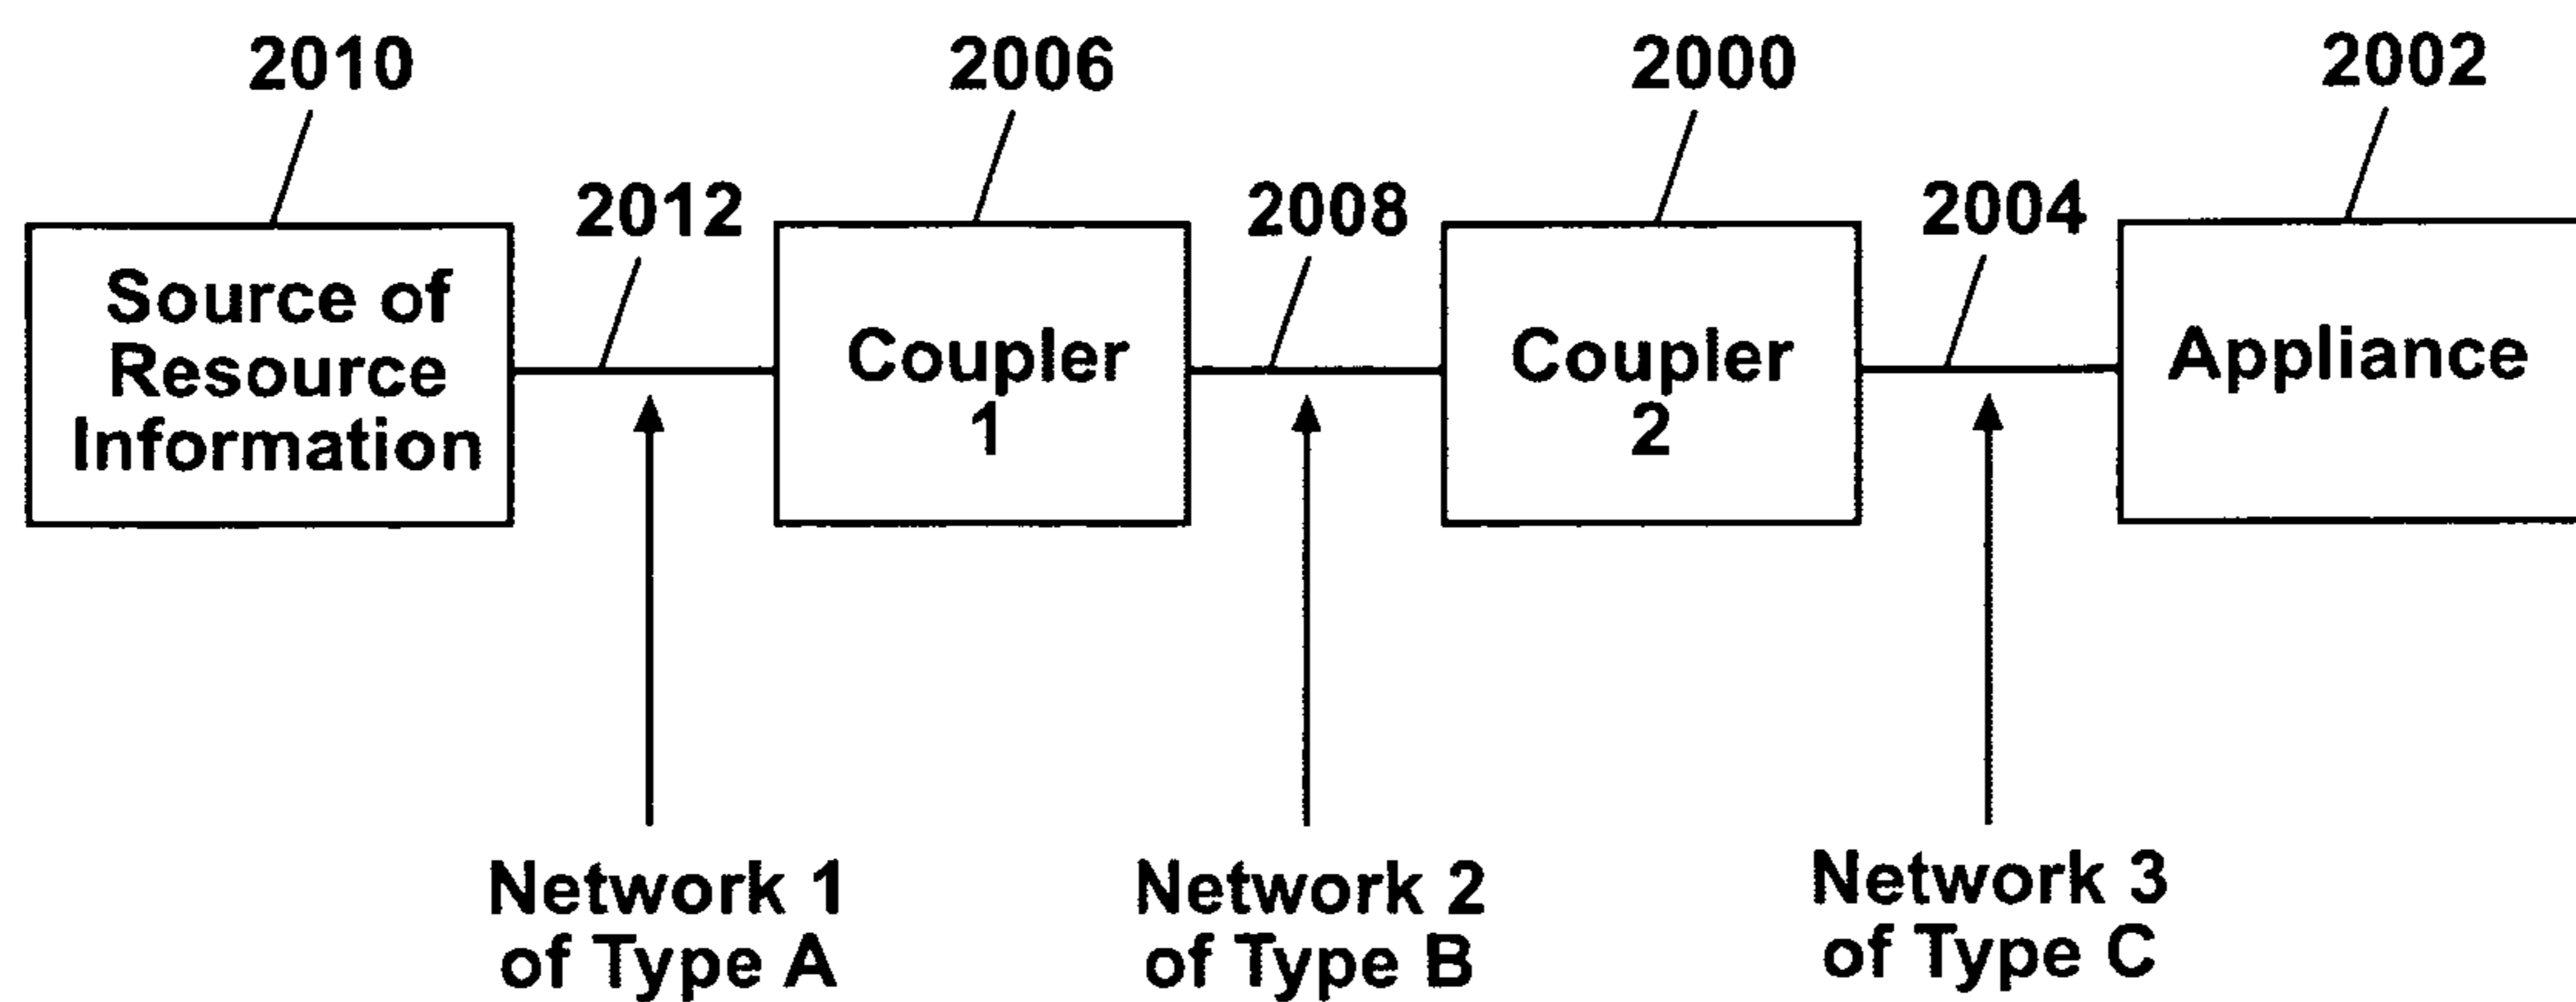 2010
2006
2000
2002
2012
2008
2004
Source of
Resource
Information
Coupler
1
Coupler
2
Appliance
Network 1
of Type A
Network 2
of Type B
Network 3
of Type C